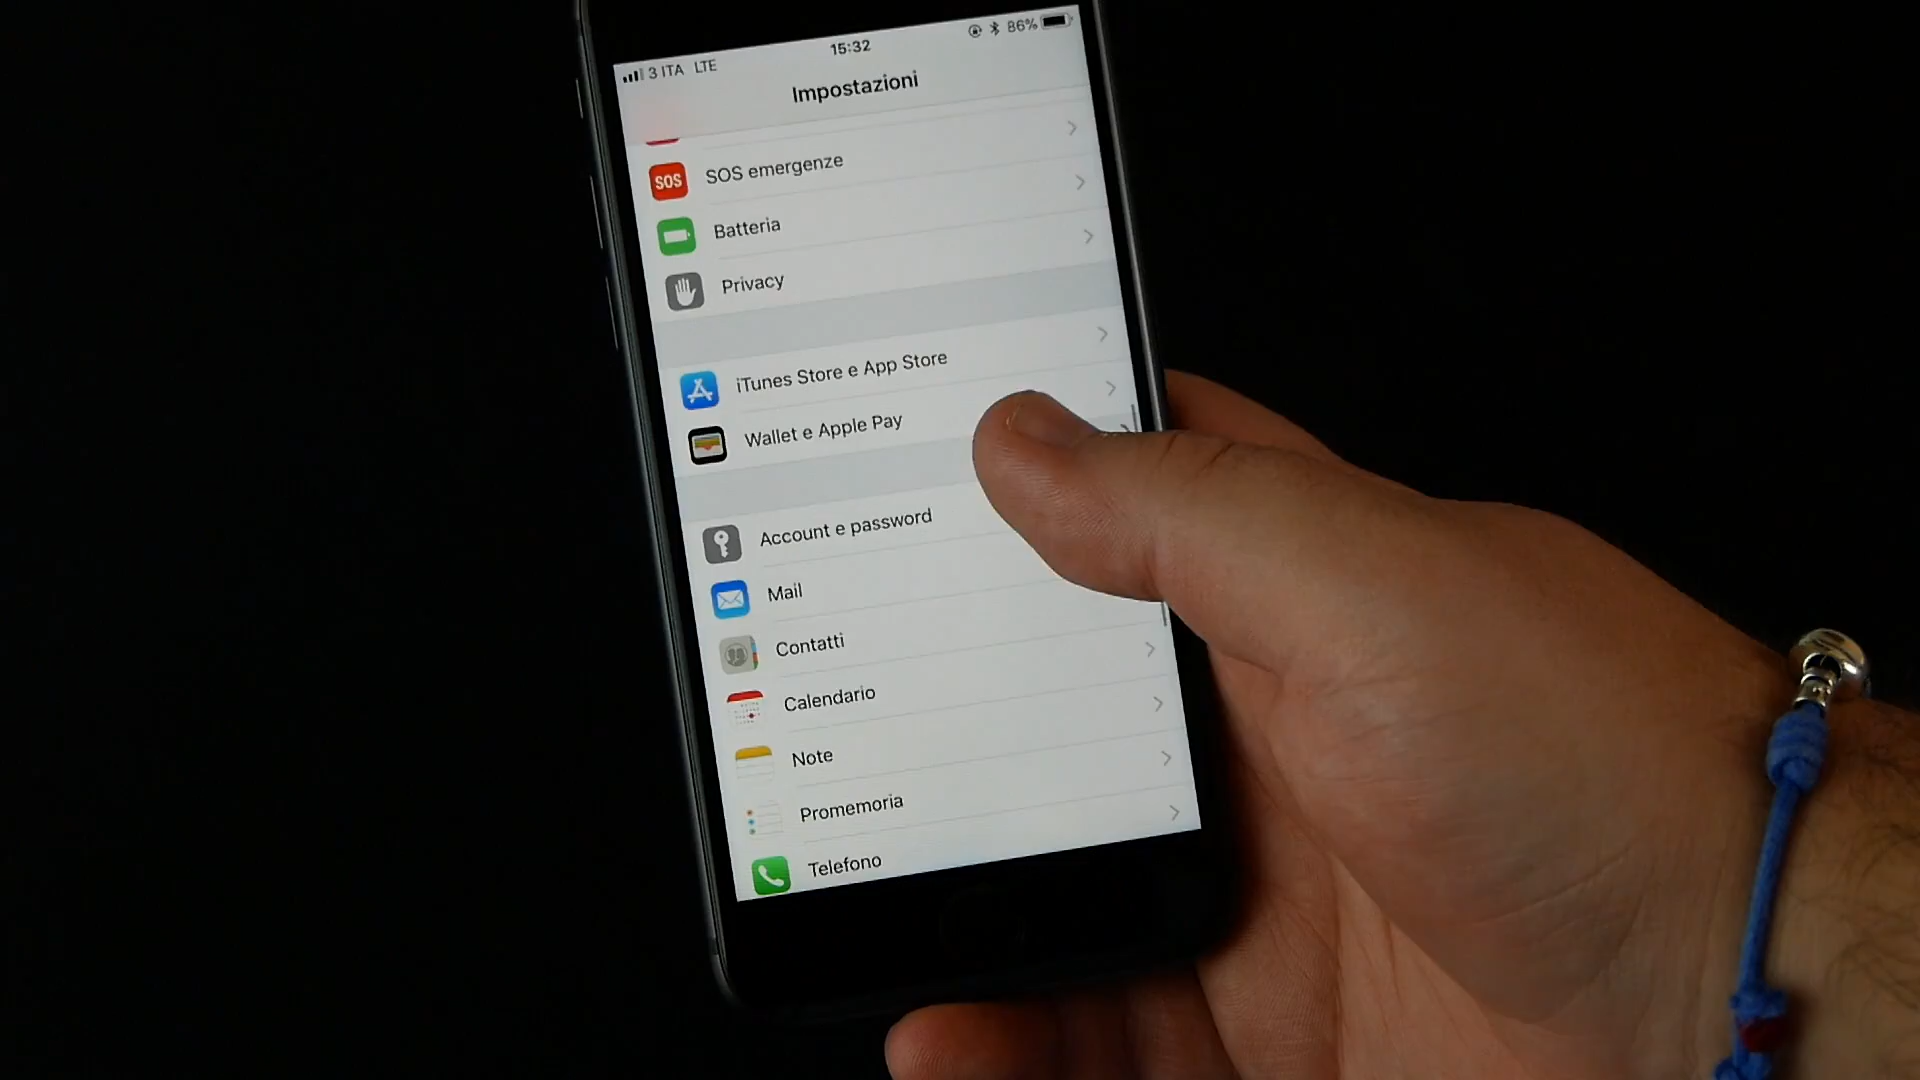 3 ITA LTE 15:32 86%
Impostazioni
SOS SOS emergenze
Batteria
Privacy
iTunes Store e App Store
Wallet e Apple Pay
Account e password
Mail
Contatti
Calendario
Note
Promemoria
Telefono